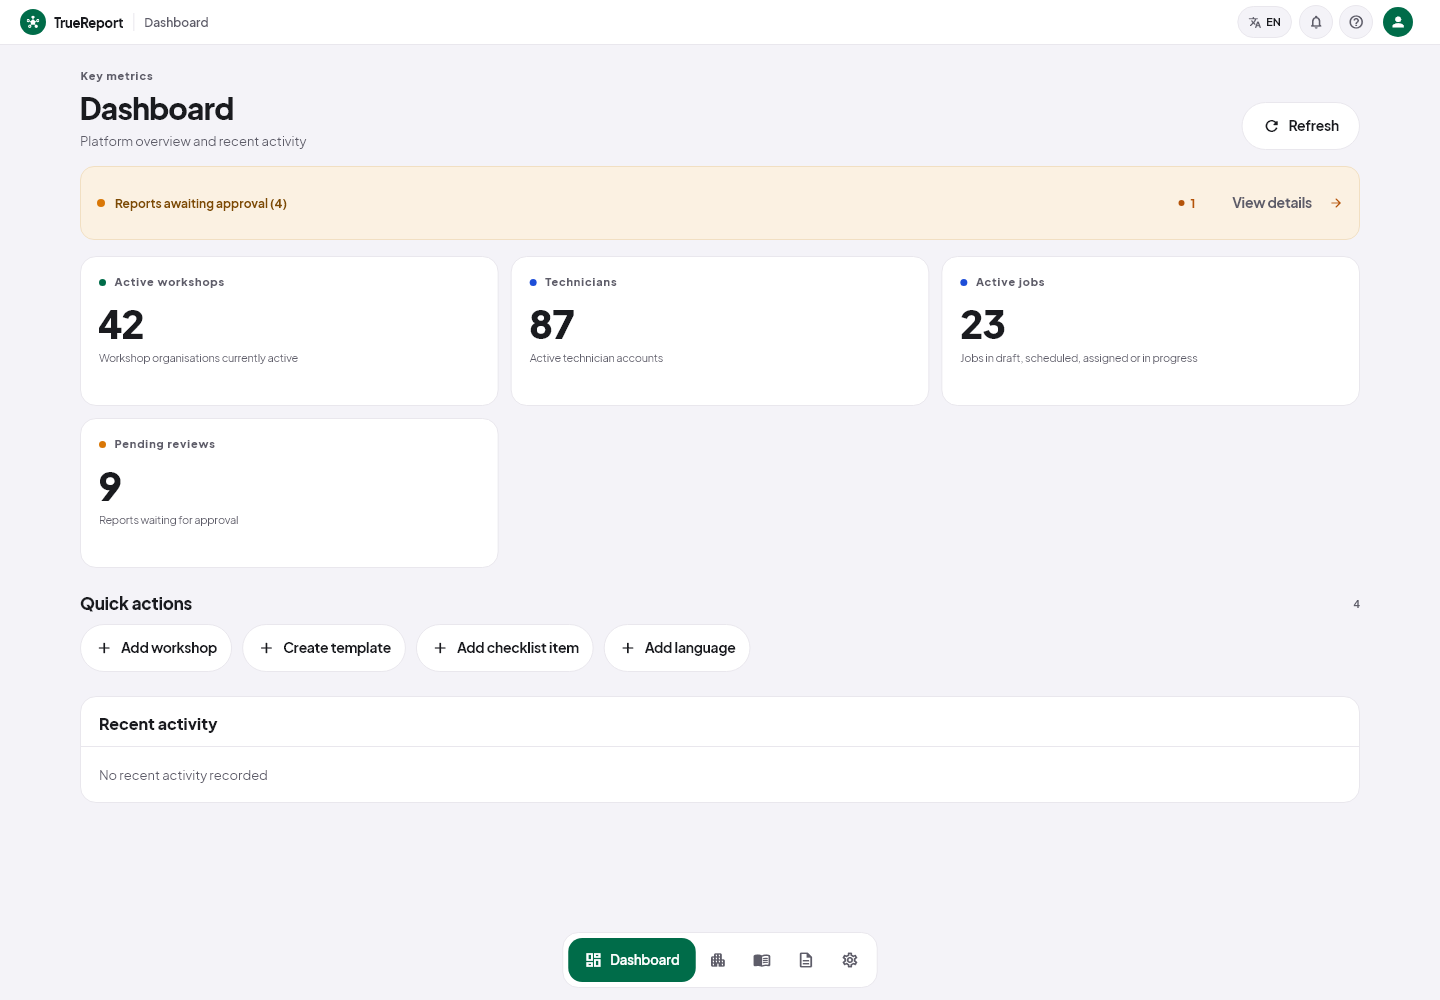 TrueReport
Dashboard
EN
Key metrics
Dashboard
Platform overview and recent activity
Refresh
Reports awaiting approval (4)
1
View details
Active workshops
42
Workshop organisations currently active
Technicians
87
Active technician accounts
Active jobs
23
Jobs in draft, scheduled, assigned or in progress
Pending reviews
9
Reports waiting for approval
Quick actions
4
Add workshop
Create template
Add checklist item
Add language
Recent activity
No recent activity recorded
Dashboard